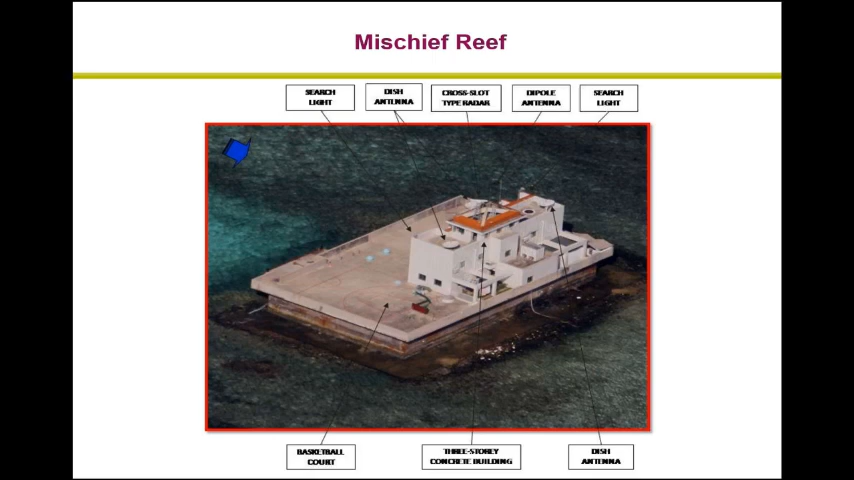 Mischief Reef
SEARCH
LIGHT
DISH
ANTENNA
CROSS-SLOT
TYPE RADAR
DIPOLE
ANTENNA
SEARCH
LIGHT
BASKETBALL
COURT
THREE-STOREY
CONCRETE BUILDING
DISH
ANTENNA